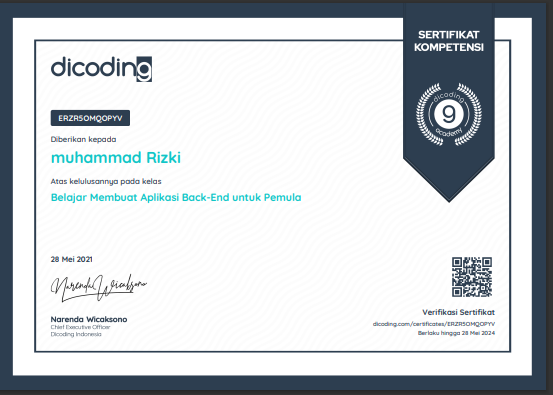 SERTIFIKAT
KOMPETENSI
dicoding
dicoding
academy
ERZR5OMQOPYV
Diberikan kepada
muhammad Rizki
Atas kelulusannya pada kelas
Belajar Membuat Aplikasi Back-End untuk Pemula
28 Mei 2021
Narenda Wicaksono
Narenda Wicaksono
Chief Executive Officer
Dicoding Indonesia
Verifikasi Sertifikat
dicoding.com/certificates/ERZR5OMQOPYV
Berlaku hingga 28 Mei 2024